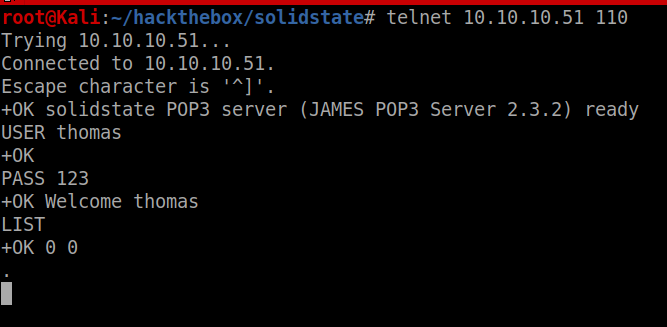 root@Kali:~/hackthebox/solidstate# telnet 10.10.10.51 110
Trying 10.10.10.51...
Connected to 10.10.10.51.
Escape character is '^]'.
+OK solidstate POP3 server (JAMES POP3 Server 2.3.2) ready
USER thomas
+OK
PASS 123
+OK Welcome thomas
LIST
+OK 0 0
.